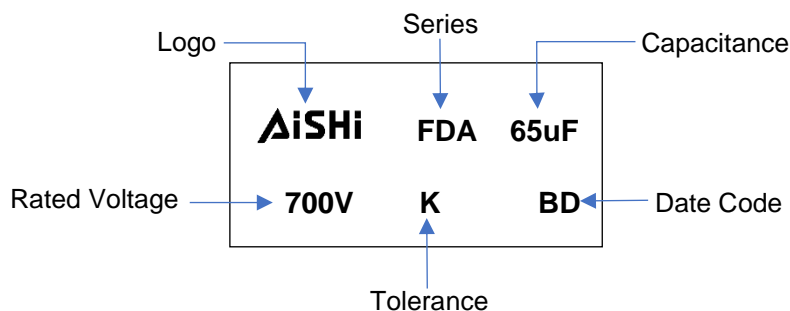 Series
Logo
Capacitance
AiSHi FDA 65uF
Rated Voltage
700V K BD
Date Code
Tolerance